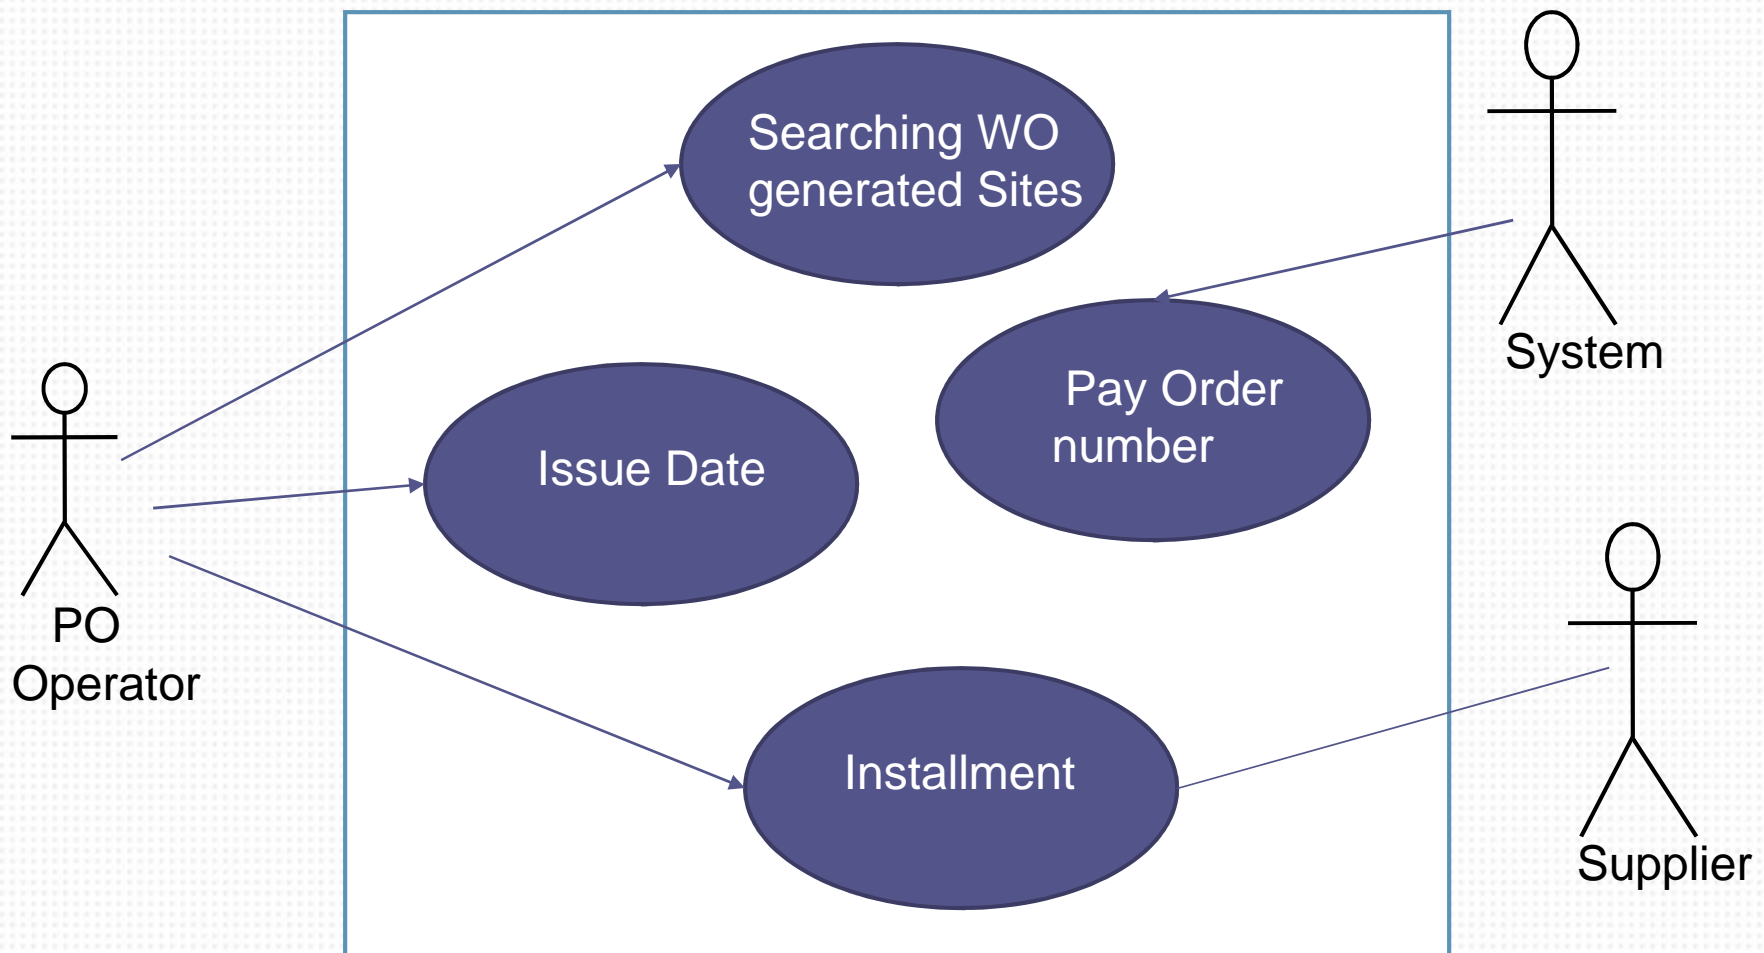 Searching WO
generated Sites
System
Pay Order
number
Issue Date
PO
Operator
Installment
Supplier